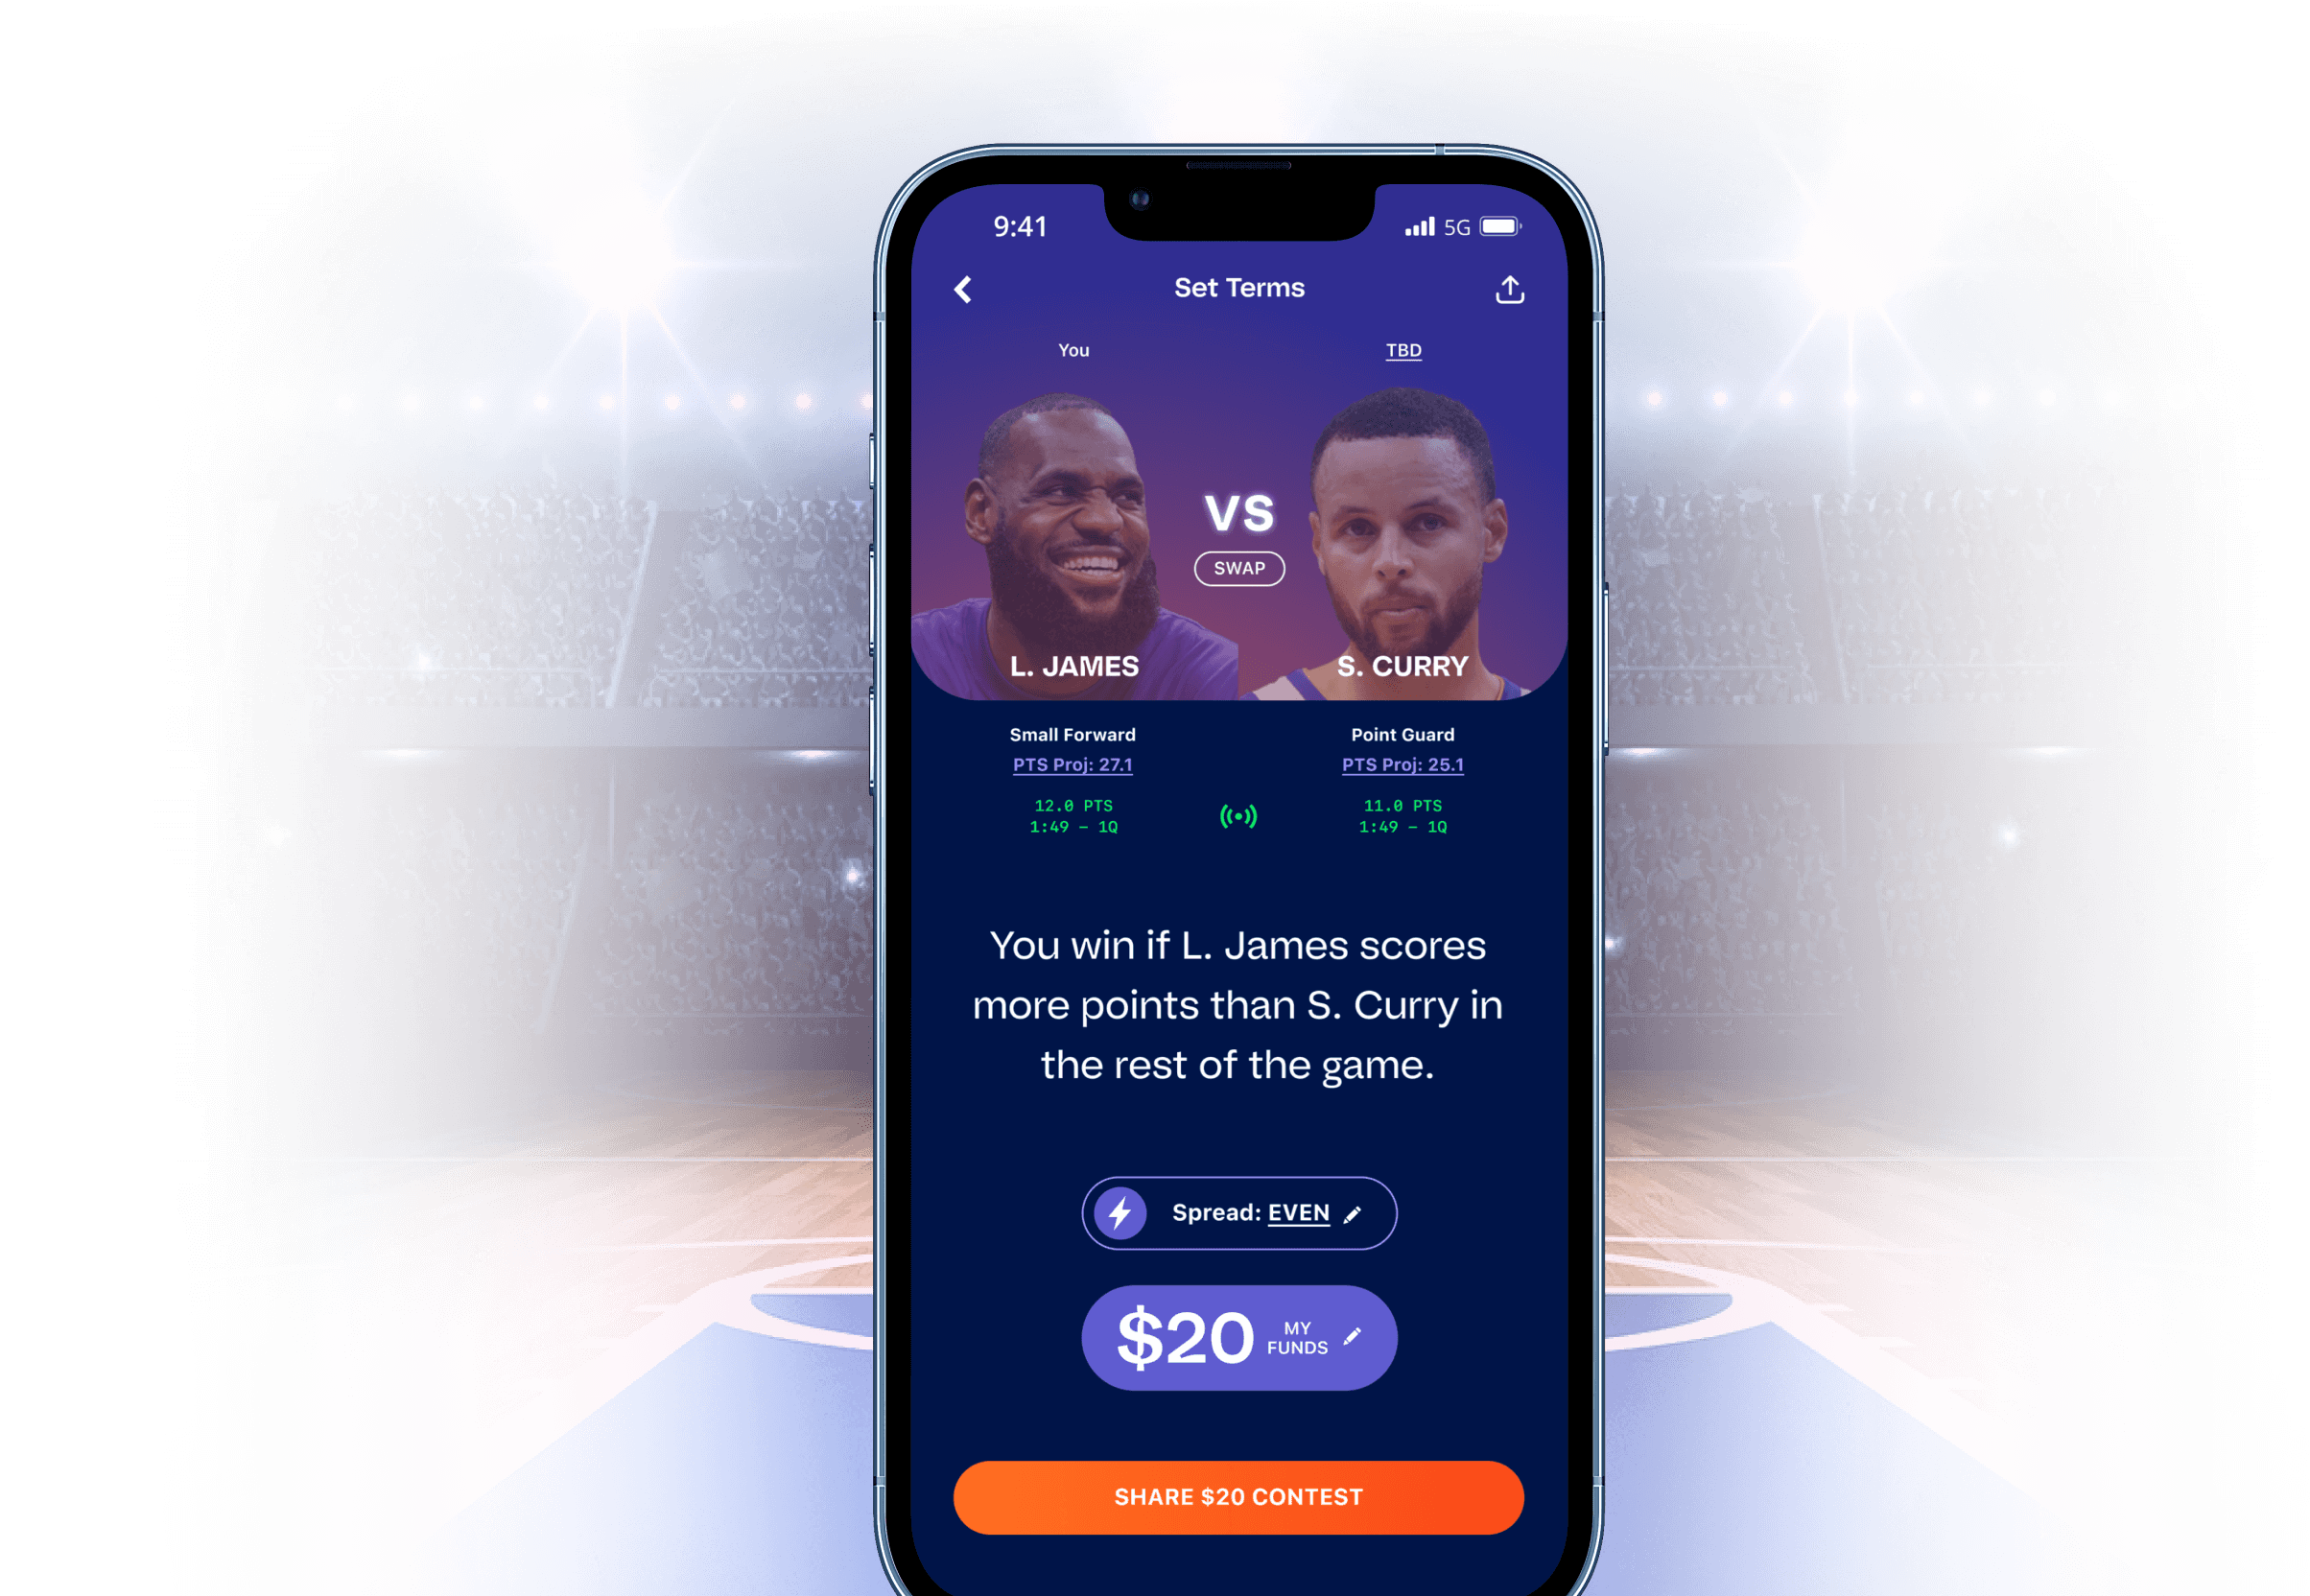 9:41
5G
Set Terms
You
TBD
VS
SWAP
L. JAMES
S. CURRY
Small Forward
Point Guard
PTS Proj: 27.1
PTS Proj: 25.1
12.0 PTS
1:49 – 1Q
11.0 PTS
1:49 – 1Q
You win if L. James scores
more points than S. Curry in
the rest of the game.
Spread: EVEN
$20
MY
FUNDS
SHARE $20 CONTEST